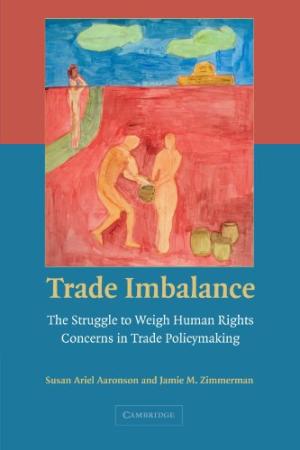 Trade Imbalance
The Struggle to Weigh Human Rights
Concerns in Trade Policymaking
Susan Ariel Aaronson and Jamie M. Zimmerman
CAMBRIDGE